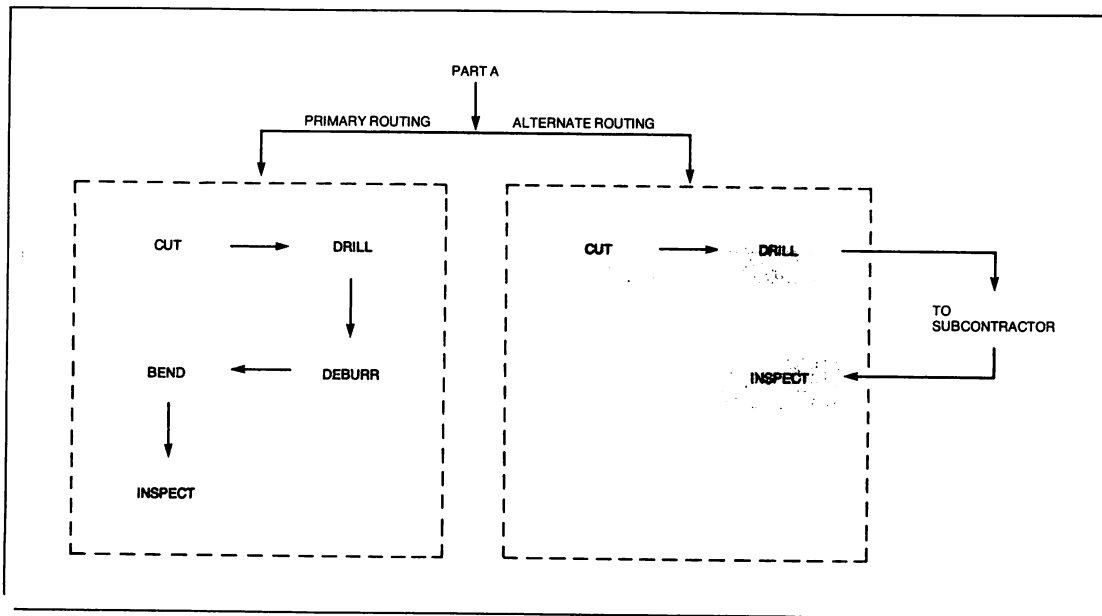 PART A
PRIMARY ROUTING
ALTERNATE ROUTING
CUT
DRILL
BEND
DEBURR
INSPECT
CUT
DRILL
TO
SUBCONTRACTOR
INSPECT